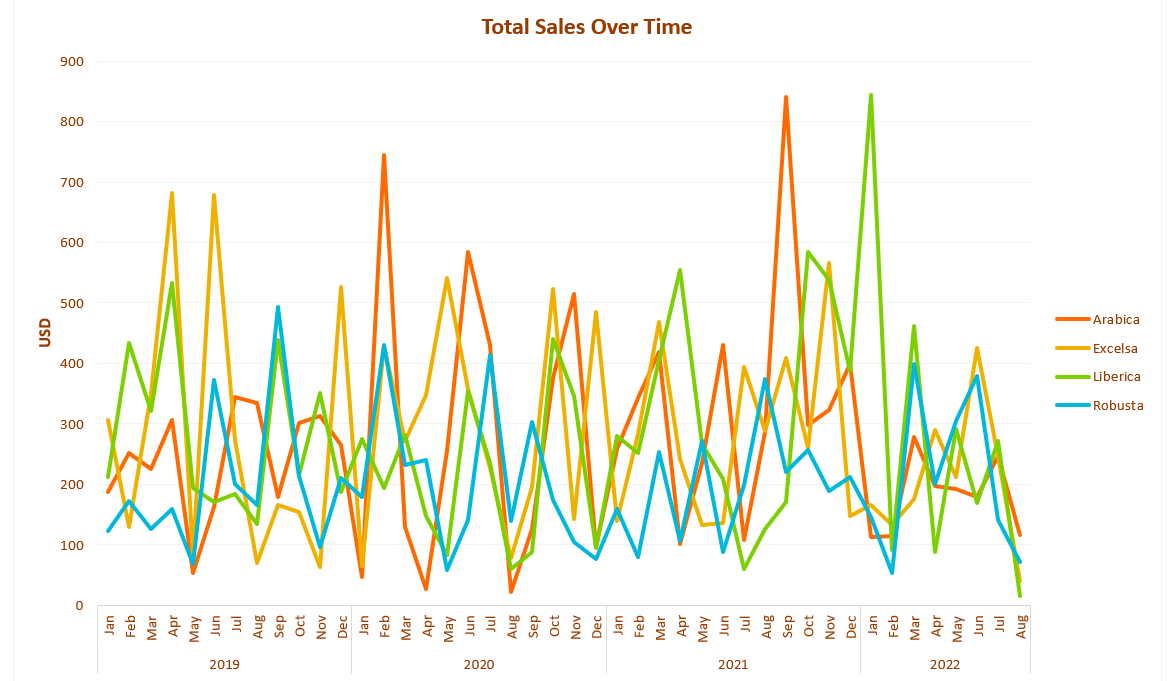 Total Sales Over Time
USD
900
800
700
600
500
400
300
200
100
0
Jan Feb Mar Apr May Jun Jul Aug Sep Oct Nov Dec Jan Feb Mar Apr May Jun Jul Aug Sep Oct Nov Dec Jan Feb Mar Apr May Jun Jul Aug Sep Oct Nov Dec Jan Feb Mar Apr May Jun Jul Aug
2019 2020 2021 2022
Arabica
Excelsa
Liberica
Robusta